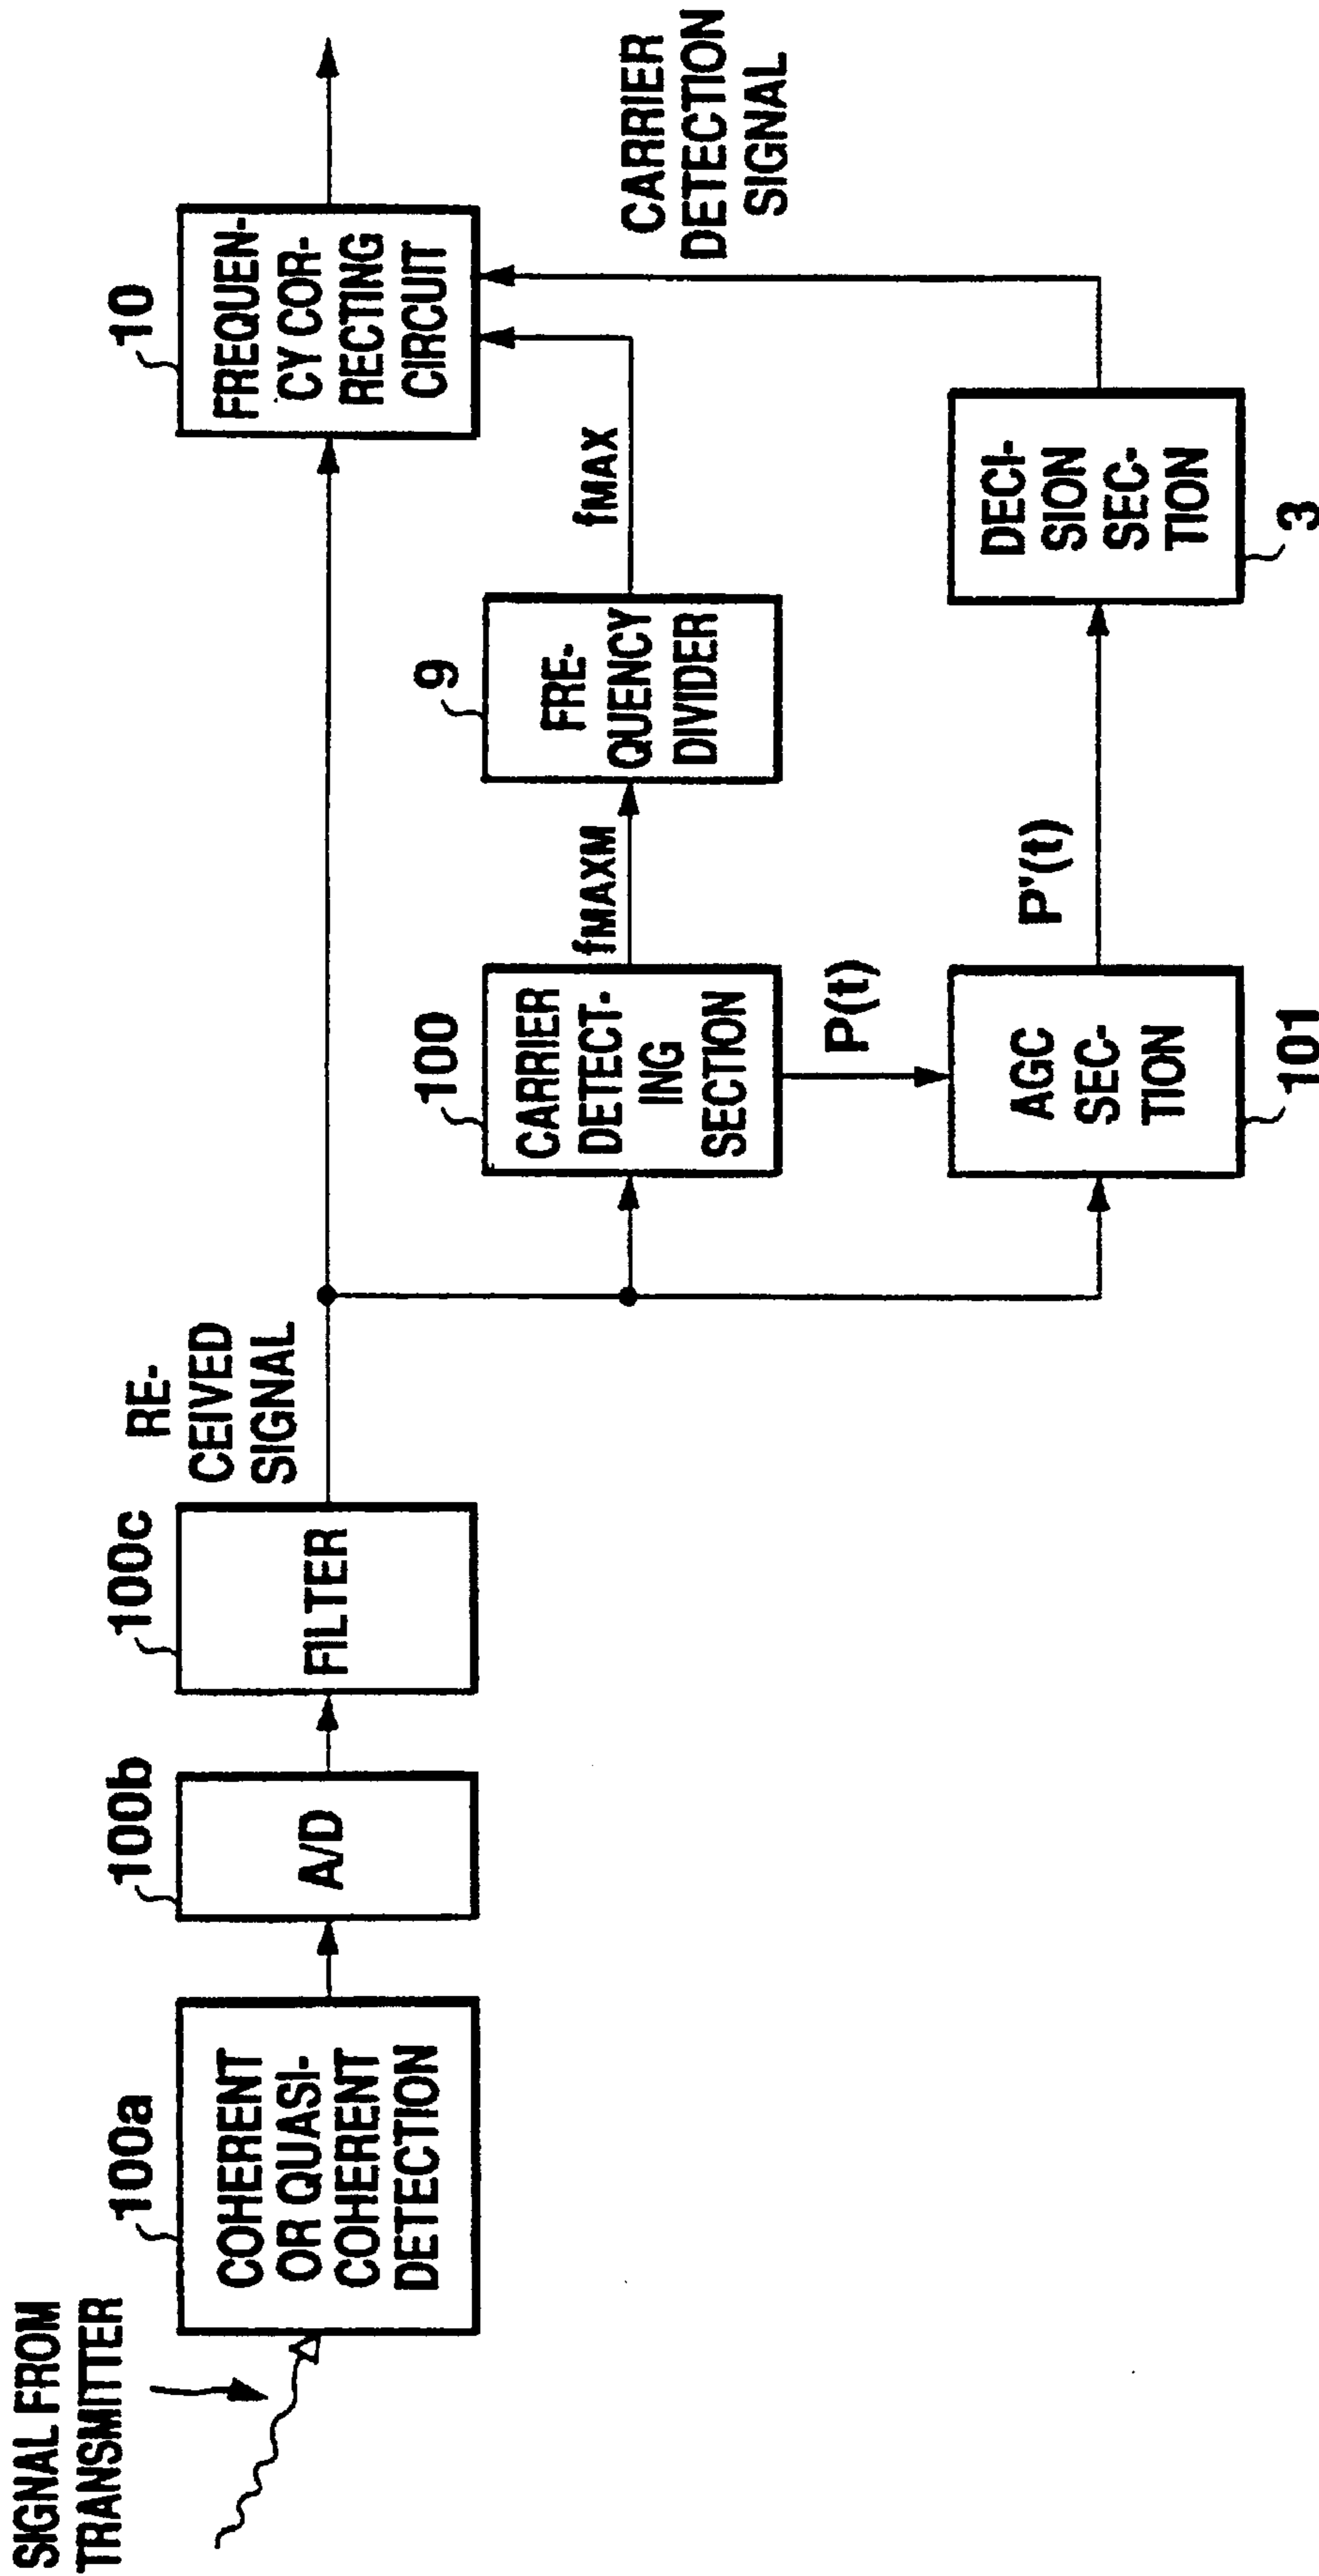 SIGNAL FROM
TRANSMITTER
100a
COHERENT
OR QUASI-
COHERENT
DETECTION
100b
A/D
100c
FILTER
RE-
CEIVED
SIGNAL
10
FREQUEN-
CY COR-
RECTING
CIRCUIT
100
CARRIER
DETECT-
ING
SECTION
fMAXM
9
FRE-
QUENCY
DIVIDER
fMAX
CARRIER
DETECTION
SIGNAL
P(t)
AGC
SEC-
TION
101
P'(t)
DECI-
SION
SEC-
TION
3